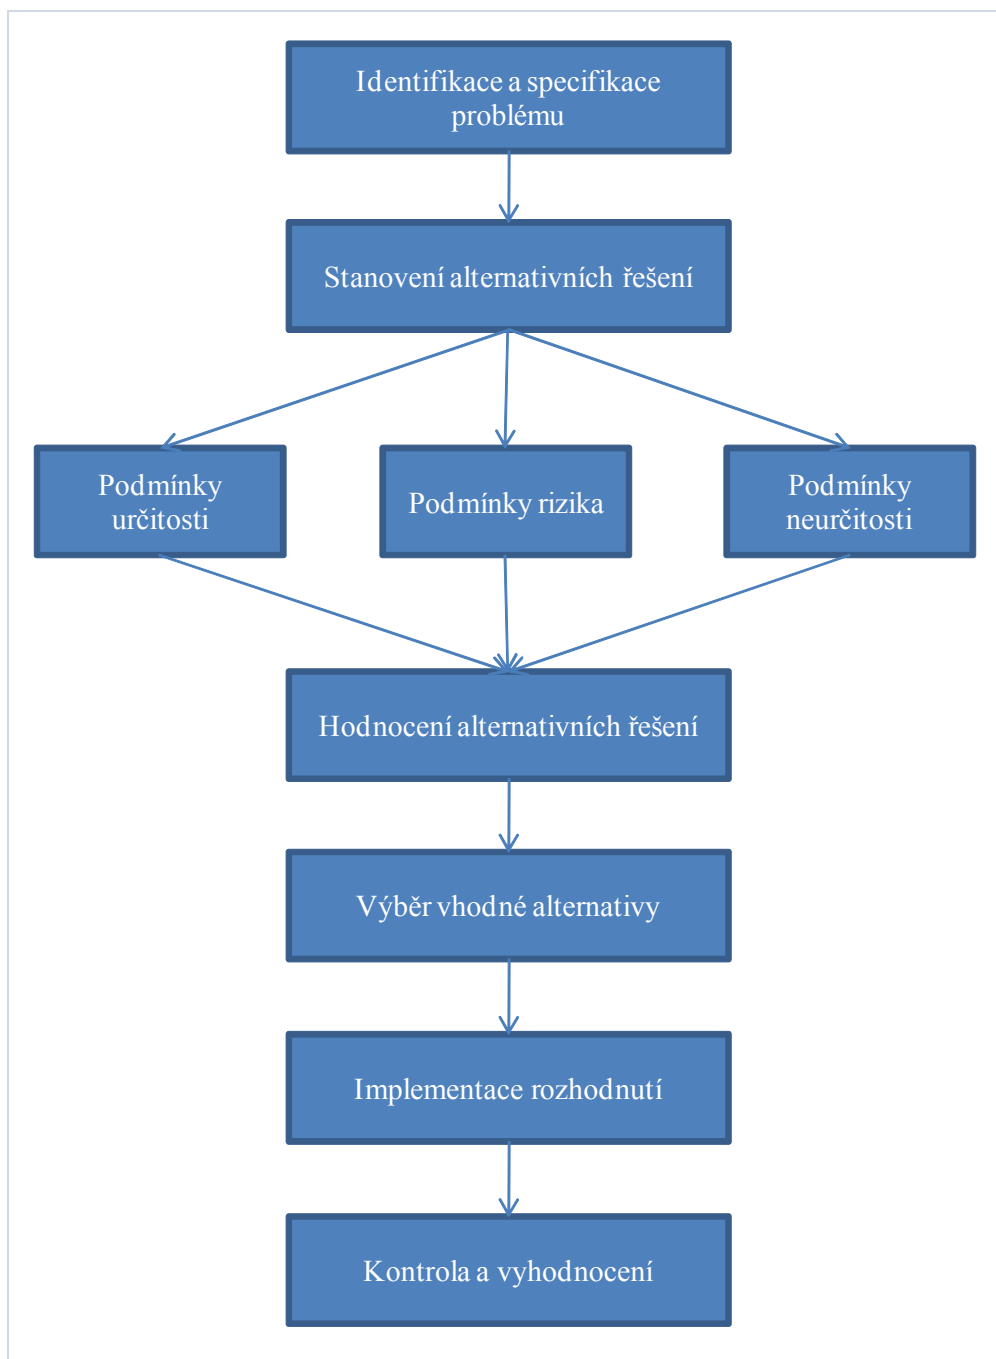 Identifikace a specifikace
problému
Stanovení alternativních řešení
Podmínky
určitosti
Podmínky rizika
Podmínky
neurčitosti
Hodnocení alternativních řešení
Výběr vhodné alternativy
Implementace rozhodnutí
Kontrola a vyhodnocení